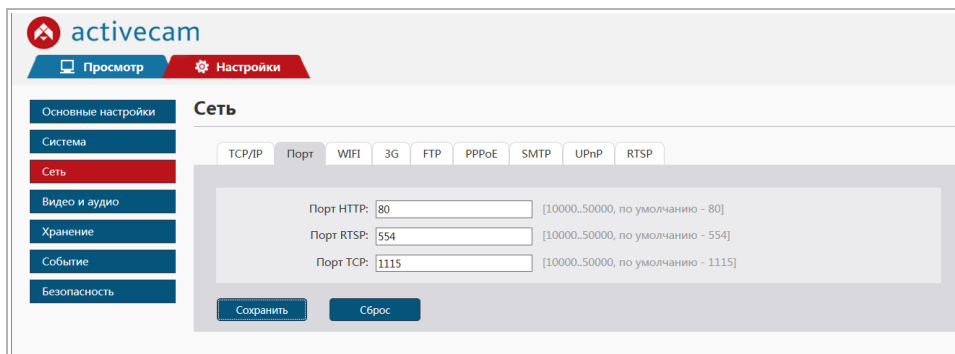 activecam
Просмотр
Настройки
Основные настройки
Система
Сеть
Видео и аудио
Хранение
Событие
Безопасность
Сеть
TCP/IP Порт WIFI 3G FTP PPPoE SMTP UPnP RTSP
Порт HTTP: 80 [10000..50000, по умолчанию - 80]
Порт RTSP: 554 [10000..50000, по умолчанию - 554]
Порт TCP: 1115 [10000..50000, по умолчанию - 1115]
Сохранить Сброс